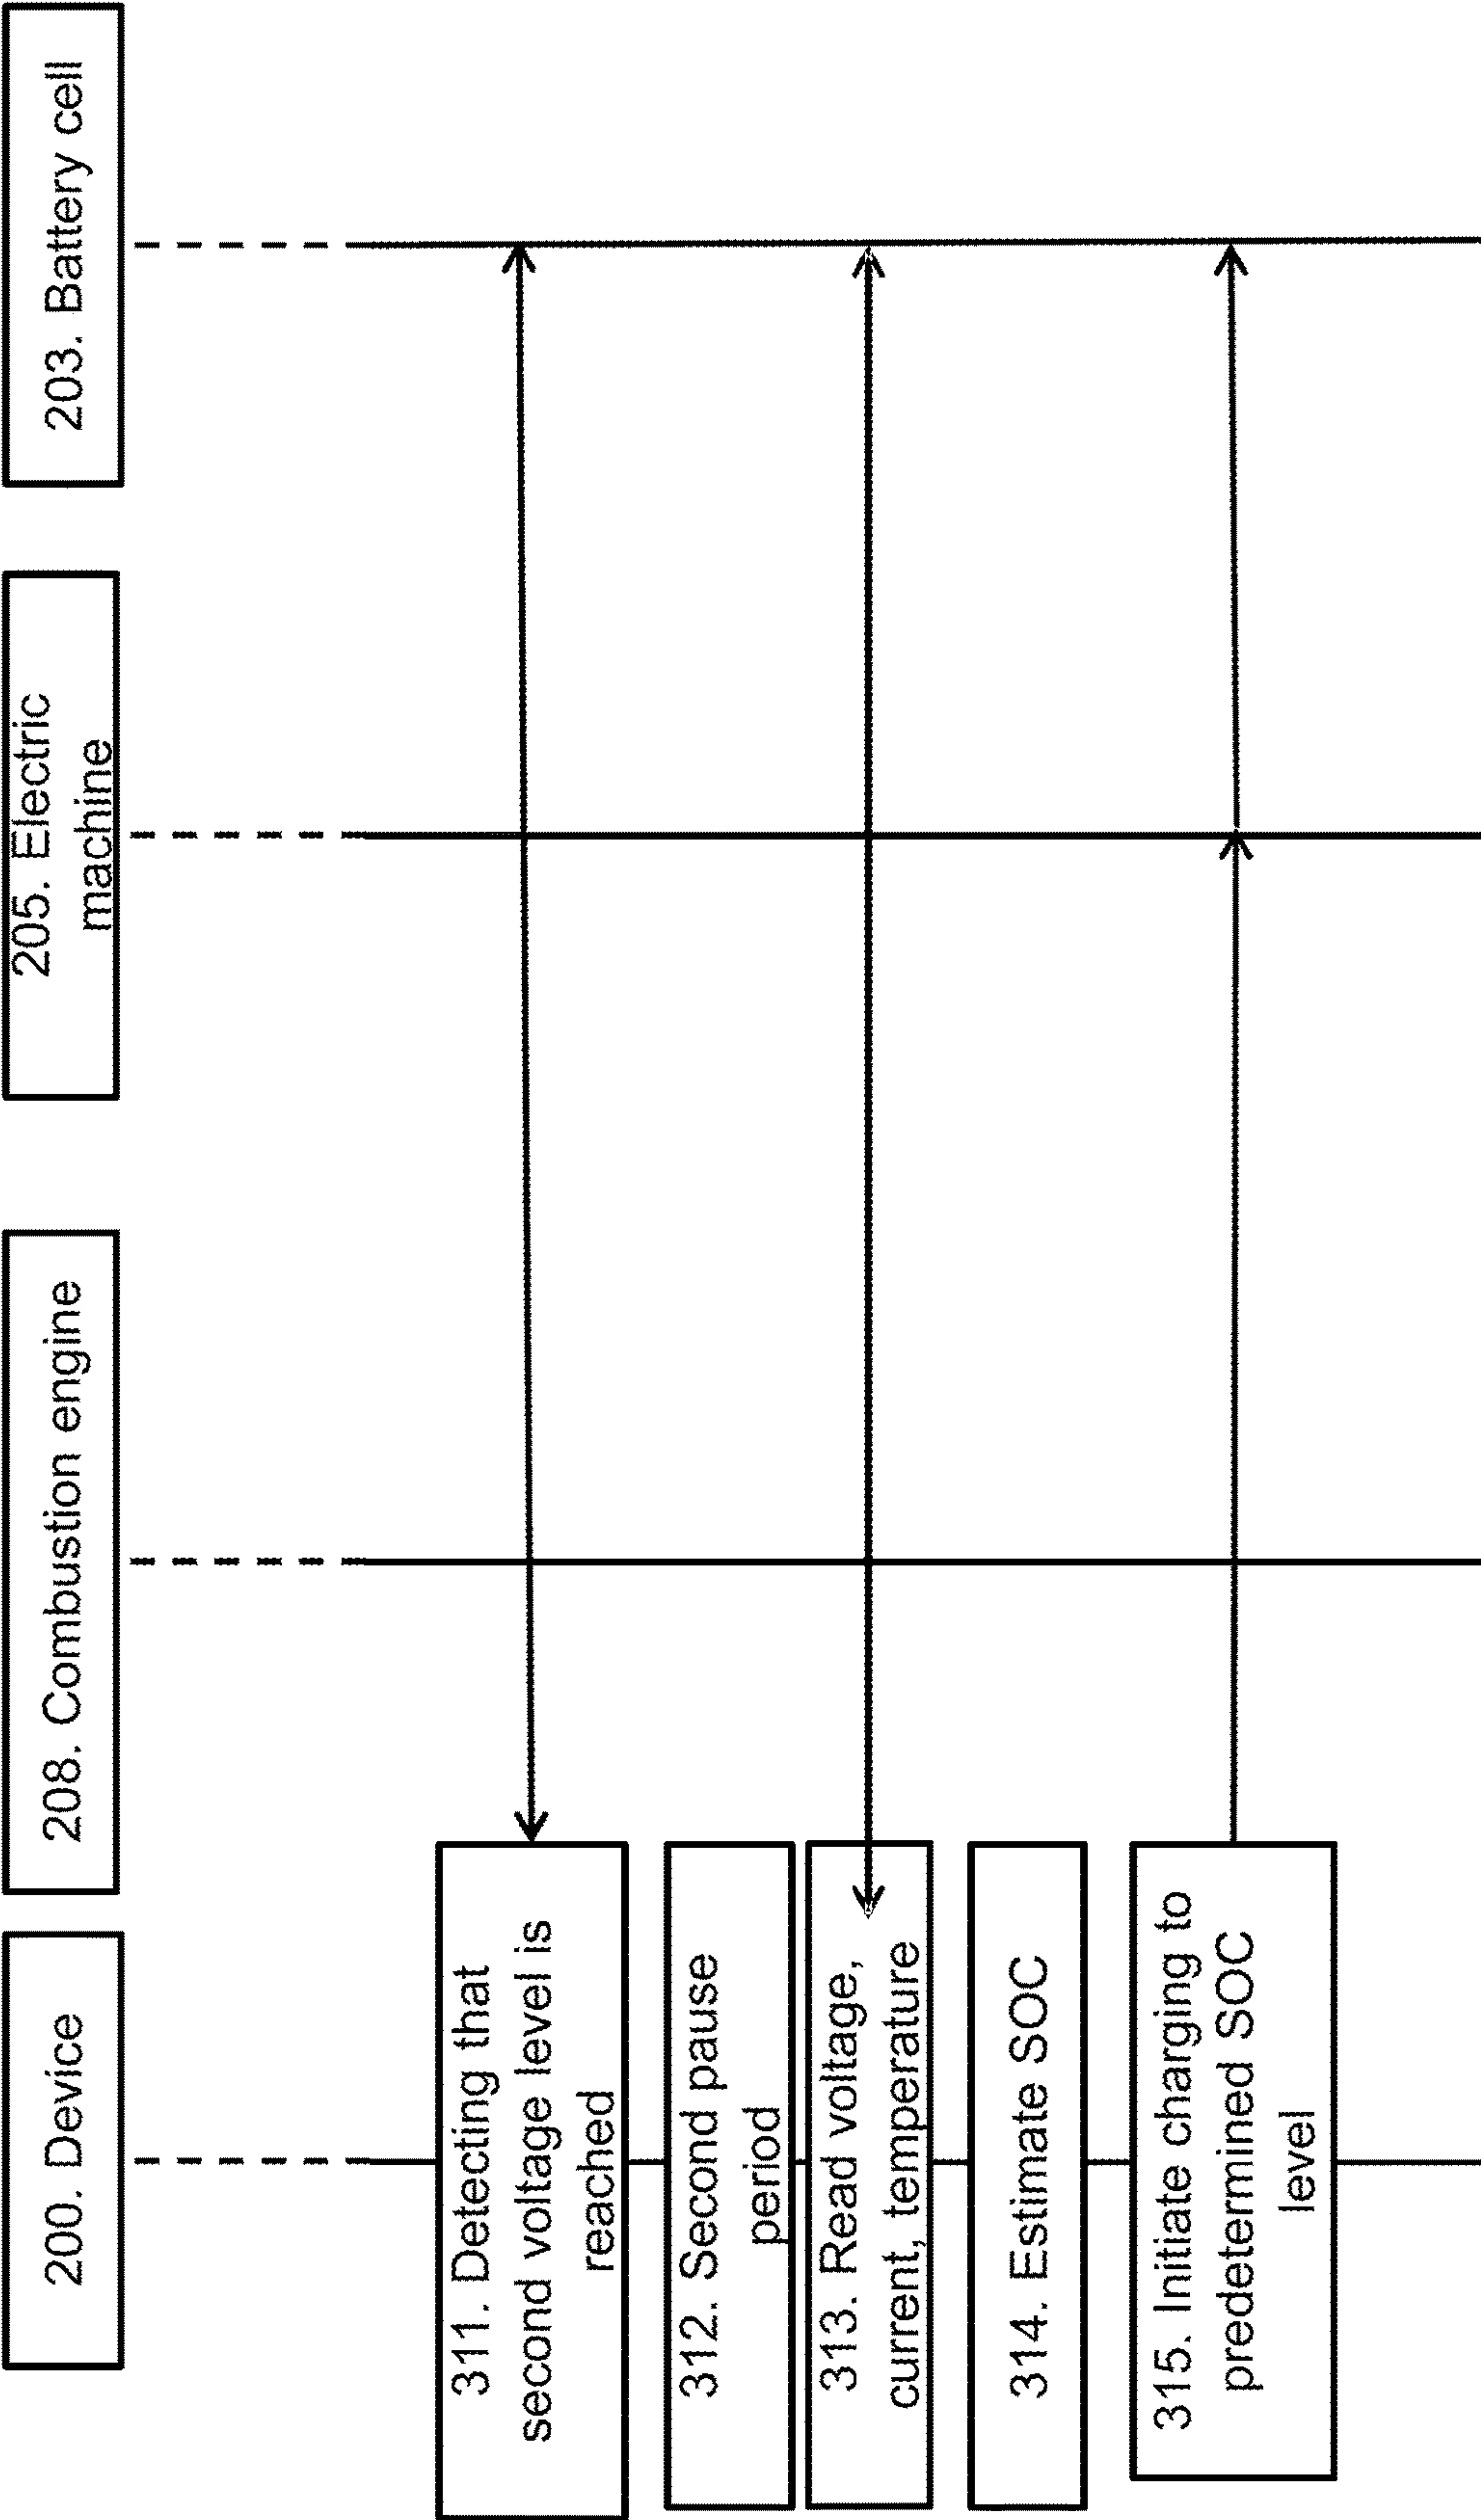 200. Device
208. Combustion engine
205. Electric
machine
203. Battery cell
311. Detecting that
second voltage level is
reached
312. Second pause
period
313. Read voltage,
current, temperature
314. Estimate SOC
315. Initiate charging to
predetermined SOC
level